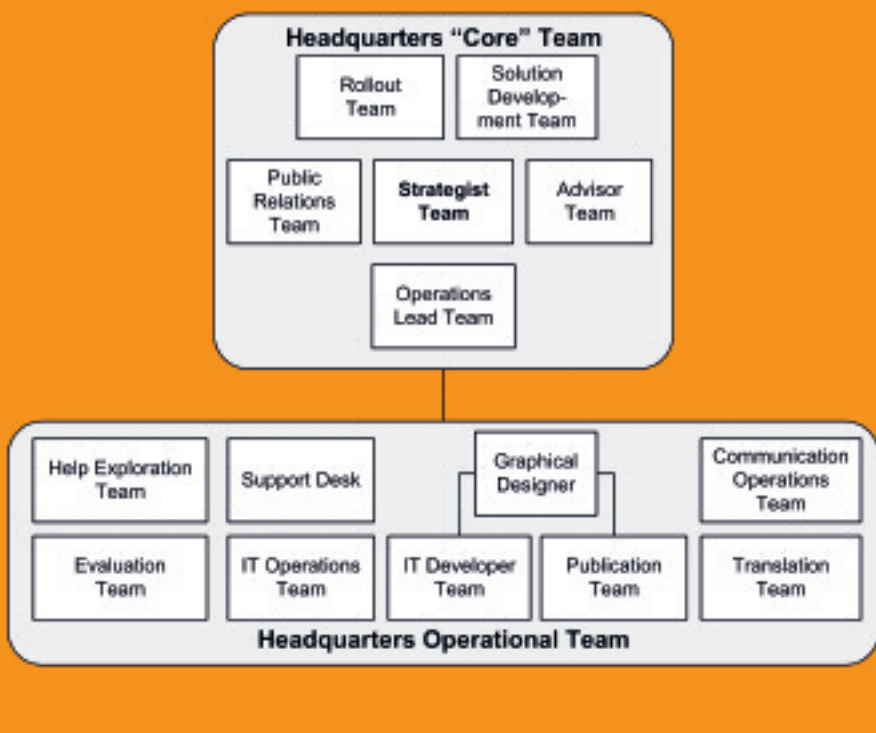 Headquarters “Core” Team
Rollout
Team
Solution
Develop-
ment Team
Public
Relations
Team
Strategist
Team
Advisor
Team
Operations
Lead Team
Help Exploration
Team
Support Desk
Graphical
Designer
Communication
Operations
Team
Evaluation
Team
IT Operations
Team
IT Developer
Team
Publication
Team
Translation
Team
Headquarters Operational Team